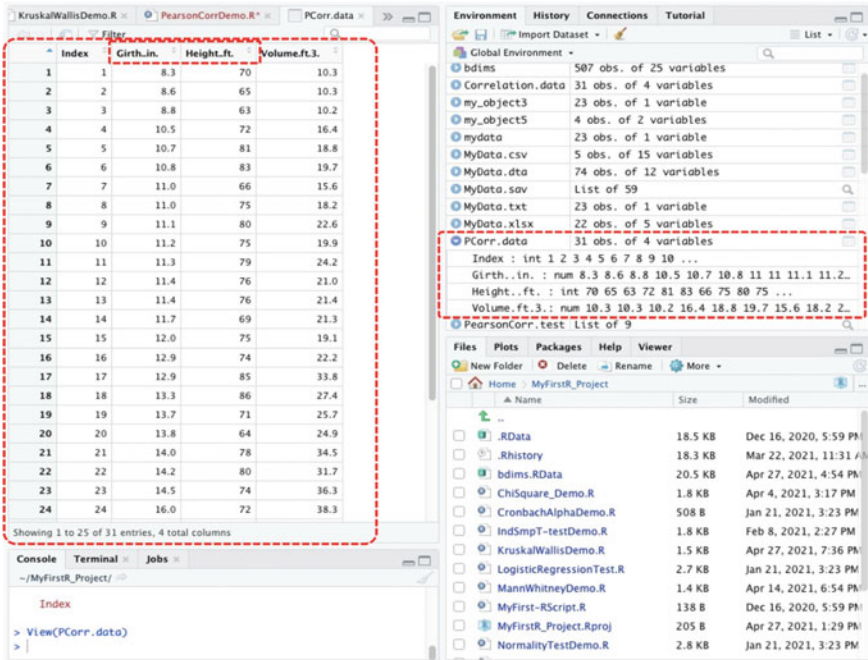 KruskalWallisDemo.R × PearsonCorrDemo.R* × PCorr.data ×
Filter
Index Girth..in. Height..ft. Volume.ft.3.
1 1 8.3 70 10.3
2 2 8.6 65 10.3
3 3 8.8 63 10.2
4 4 10.5 72 16.4
5 5 10.7 81 18.8
6 6 10.8 83 19.7
7 7 11.0 66 15.6
8 8 11.0 75 18.2
9 9 11.1 80 22.6
10 10 11.2 75 19.9
11 11 11.3 79 24.2
12 12 11.4 76 21.0
13 13 11.4 76 21.4
14 14 11.7 69 21.3
15 15 12.0 75 19.1
16 16 12.9 74 22.2
17 17 12.9 85 33.8
18 18 13.3 86 27.4
19 19 13.7 71 25.7
20 20 13.8 64 24.9
21 21 14.0 78 34.5
22 22 14.2 80 31.7
23 23 14.5 74 36.3
24 24 16.0 72 38.3
Showing 1 to 25 of 31 entries, 4 total columns
Console Terminal × Jobs ×
~/MyFirstR_Project/
Index
> View(PCorr.data)
>
Environment History Connections Tutorial
Import Dataset List
Global Environment
bdims 507 obs. of 25 variables
Correlation.data 31 obs. of 4 variables
my_object3 23 obs. of 1 variable
my_object5 4 obs. of 2 variables
mydata 23 obs. of 1 variable
MyData.csv 5 obs. of 15 variables
MyData.dta 74 obs. of 12 variables
MyData.sav List of 59
MyData.txt 23 obs. of 1 variable
MyData.xlsx 22 obs. of 5 variables
PCorr.data 31 obs. of 4 variables
Index : int 1 2 3 4 5 6 7 8 9 10 ...
Girth..in. : num 8.3 8.6 8.8 10.5 10.7 10.8 11 11 11.1 11.2…
Height..ft. : int 70 65 63 72 81 83 66 75 80 75 ...
Volume.ft.3.: num 10.3 10.3 10.2 16.4 18.8 19.7 15.6 18.2 2…
PearsonCorr.test List of 9
Files Plots Packages Help Viewer
New Folder Delete Rename More
Home MyFirstR_Project ...
Name Size Modified
..
.RData 18.5 KB Dec 16, 2020, 5:59 PM
.Rhistory 18.3 KB Mar 22, 2021, 11:31 AM
bdims.RData 20.5 KB Apr 27, 2021, 4:54 PM
ChiSquare_Demo.R 1.8 KB Apr 4, 2021, 3:17 PM
CronbachAlphaDemo.R 508 B Jan 21, 2021, 3:23 PM
IndSmpT-testDemo.R 1.8 KB Feb 8, 2021, 2:27 PM
KruskalWallisDemo.R 1.5 KB Apr 27, 2021, 7:36 PM
LogisticRegressionTest.R 2.7 KB Jan 21, 2021, 3:23 PM
MannWhitneyDemo.R 1.4 KB Apr 14, 2021, 6:54 PM
MyFirst-RScript.R 138 B Dec 16, 2020, 5:59 PM
MyFirstR_Project.Rproj 205 B Apr 27, 2021, 1:29 PM
NormalityTestDemo.R 2.8 KB Jan 21, 2021, 3:23 PM